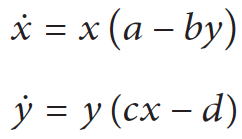 ẋ = x (a − by)
ẏ = y (cx − d)